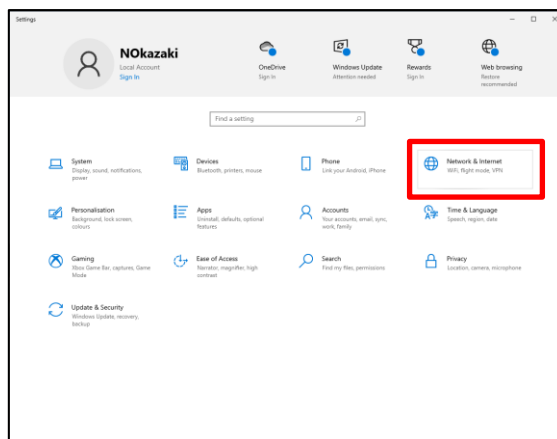 Settings
NOkazaki
Local Account
Sign in
OneDrive
Sign in
Windows Update
Attention needed
Rewards
Sign in
Web browsing
Restore
recommended
Find a setting
System
Display, sound, notifications,
power
Devices
Bluetooth, printers, mouse
Phone
Link your Android, iPhone
Network & Internet
WiFi, flight mode, VPN
Personalisation
Background, lock screen,
colours
Apps
Uninstall, defaults, optional
features
Accounts
Your accounts, email, sync,
work, family
Time & Language
Speech, region, date
Gaming
Xbox Game Bar, captures, Game
Mode
Ease of Access
Narrator, magnifier, high
contrast
Search
Find my files, permissions
Privacy
Location, camera, microphone
Update & Security
Windows Update, recovery,
backup